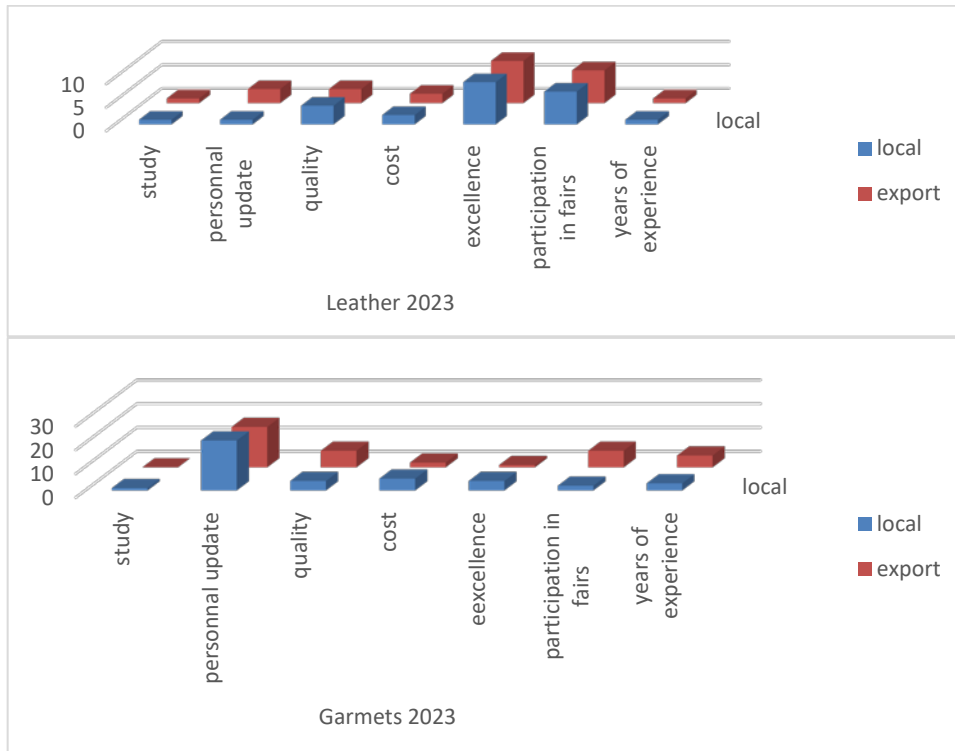 10
5
0
local
study
personnal
update
quality
cost
excellence
participation
in fairs
years of
experience
local
export
Leather 2023
30
20
10
0
local
study
personnal update
quality
cost
eexcellence
participation in
fairs
years of
experience
local
export
Garmets 2023